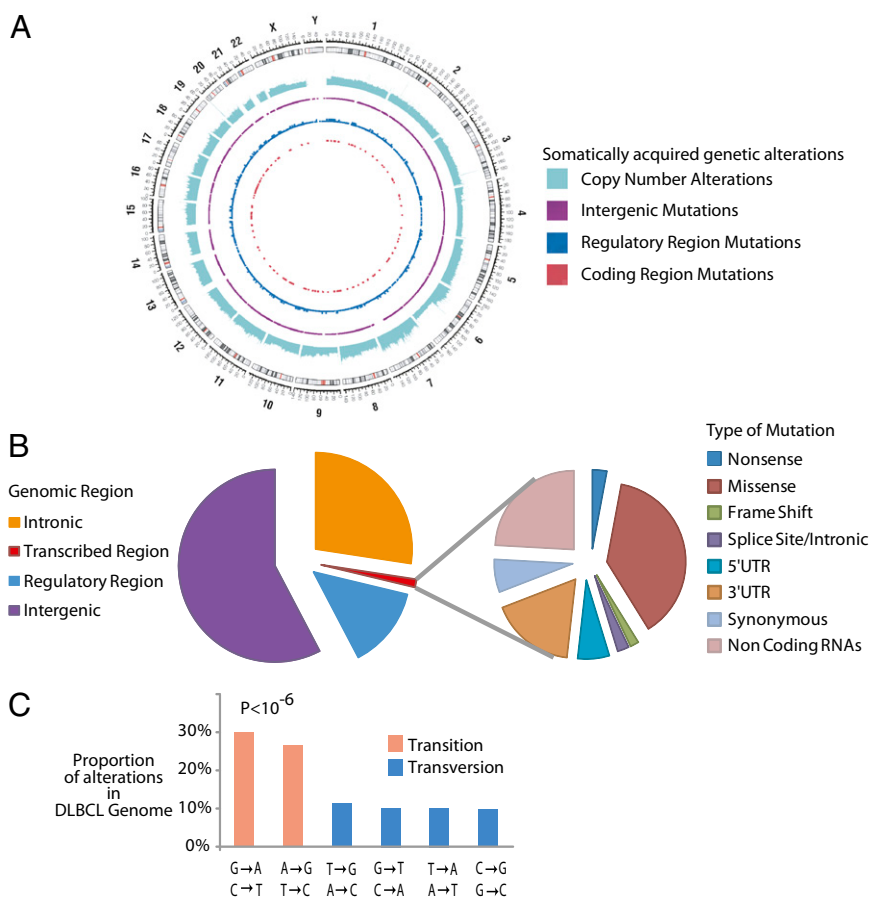 A
X
Y
1
2
3
4
5
6
7
8
9
10
11
12
13
14
15
16
17
18
19
20
21
22
Somatically acquired genetic alterations
Copy Number Alterations
Intergenic Mutations
Regulatory Region Mutations
Coding Region Mutations
B
Genomic Region
Intronic
Transcribed Region
Regulatory Region
Intergenic
Type of Mutation
Nonsense
Missense
Frame Shift
Splice Site/Intronic
5'UTR
3'UTR
Synonymous
Non Coding RNAs
C
P<10⁻⁶
Proportion
of alterations
in
DLBCL Genome
30%
20%
10%
0%
Transition
Transversion
G→A A→G T→G G→T T→A C→G
C→T T→C A→C C→A A→T G→C